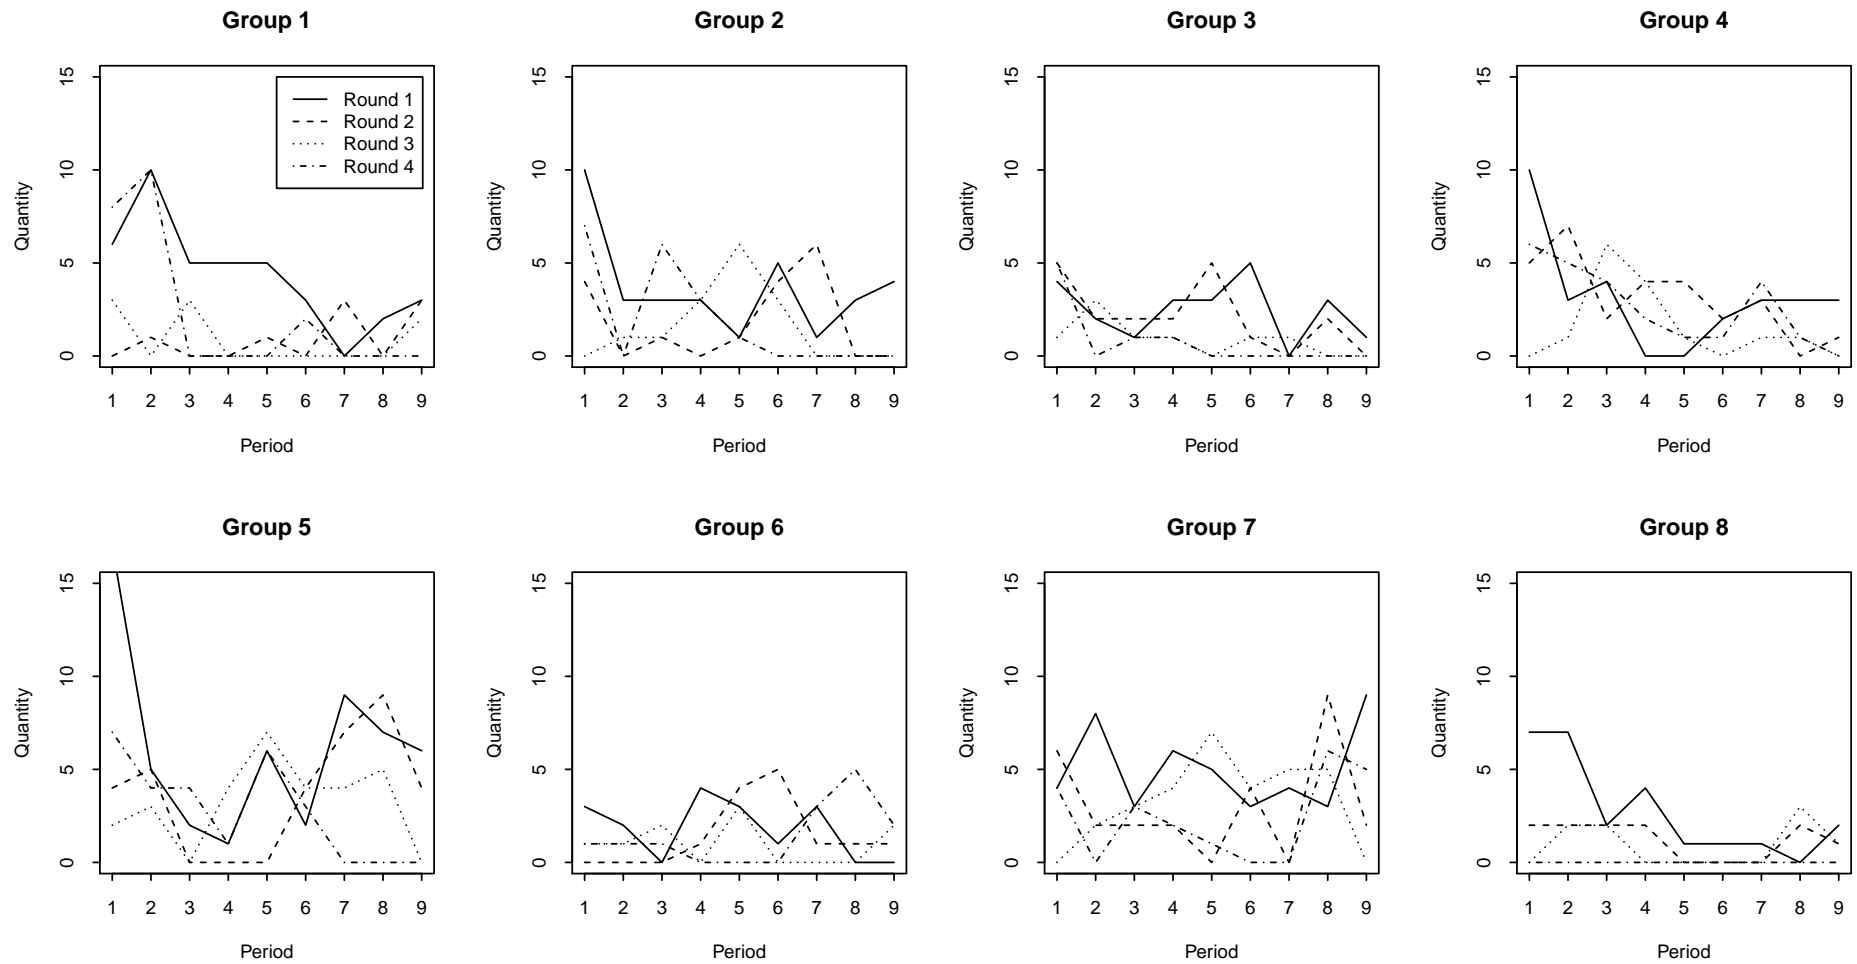 Group 1
Group 2
Group 3
Group 4
Quantity
0 5 10 15
Round 1
Round 2
Round 3
Round 4
1 2 3 4 5 6 7 8 9
Period
Quantity
0 5 10 15
1 2 3 4 5 6 7 8 9
Period
Quantity
0 5 10 15
1 2 3 4 5 6 7 8 9
Period
Quantity
0 5 10 15
1 2 3 4 5 6 7 8 9
Period
Group 5
Group 6
Group 7
Group 8
Quantity
0 5 10 15
1 2 3 4 5 6 7 8 9
Period
Quantity
0 5 10 15
1 2 3 4 5 6 7 8 9
Period
Quantity
0 5 10 15
1 2 3 4 5 6 7 8 9
Period
Quantity
0 5 10 15
1 2 3 4 5 6 7 8 9
Period